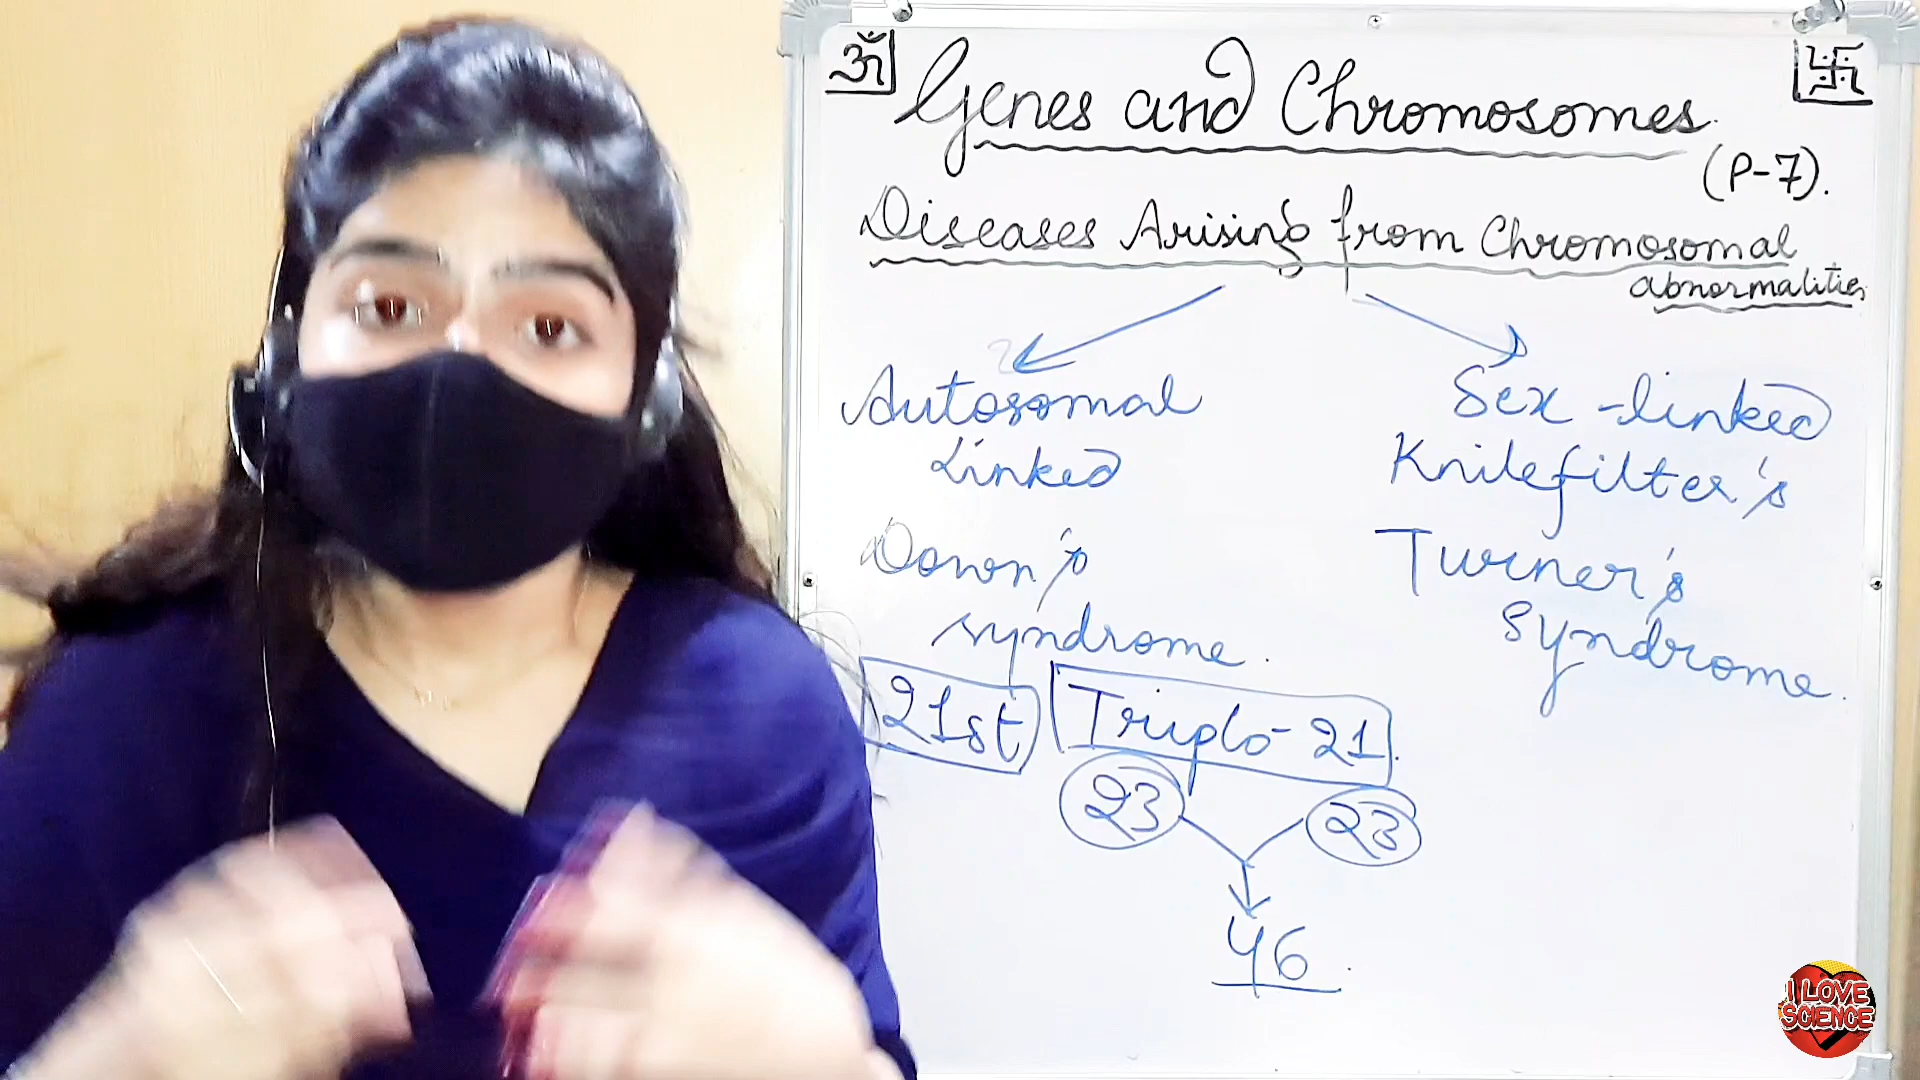 ॐ
Genes and Chromosomes
(P-7).
Diseases Arising from Chromosomal
abnormalities
Autosomal
Linked
Sex-linked
Knilefilter's
Down's
syndrome.
Turner's
Syndrome.
21st
Triplo-21.
23
23
46
I LOVE
SCIENCE